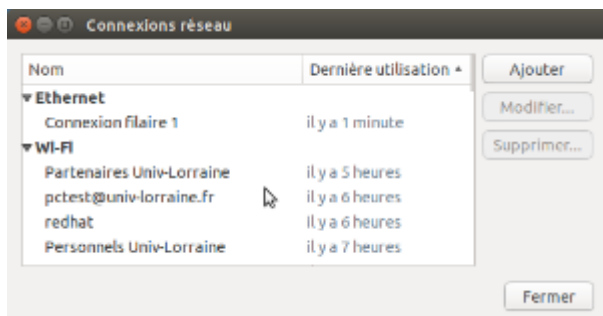 Connexions réseau
Nom Dernière utilisation Ajouter
Ethernet
Modifier...
Connexion filaire 1 il y a 1 minute
Wi-Fi
Supprimer...
Partenaires Univ-Lorraine il y a 5 heures
pctest@univ-lorraine.fr il y a 6 heures
redhat il y a 6 heures
Personnels Univ-Lorraine il y a 7 heures
Fermer